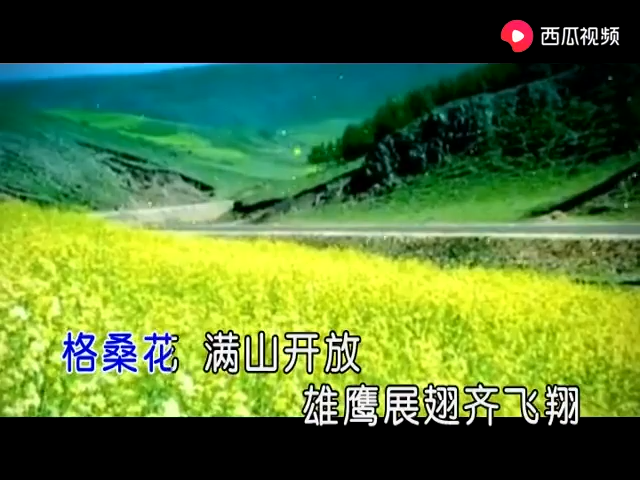 西瓜视频
格桑花 满山开放
雄鹰展翅齐飞翔